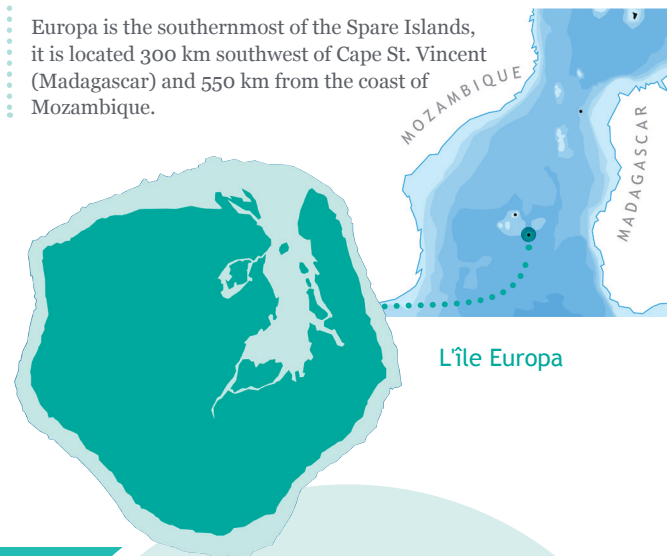 Europa is the southernmost of the Spare Islands,
it is located 300 km southwest of Cape St. Vincent
(Madagascar) and 550 km from the coast of
Mozambique.
MOZAMBIQUE
MADAGASCAR
L'île Europa